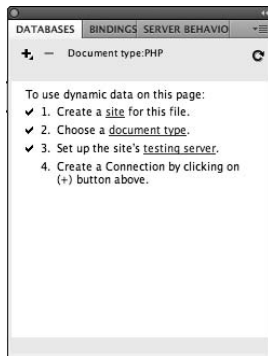 DATABASES BINDINGS SERVER BEHAVIO
Document type:PHP
To use dynamic data on this page:
✔ 1. Create a site for this file.
✔ 2. Choose a document type.
✔ 3. Set up the site's testing server.
4. Create a Connection by clicking on
(+) button above.